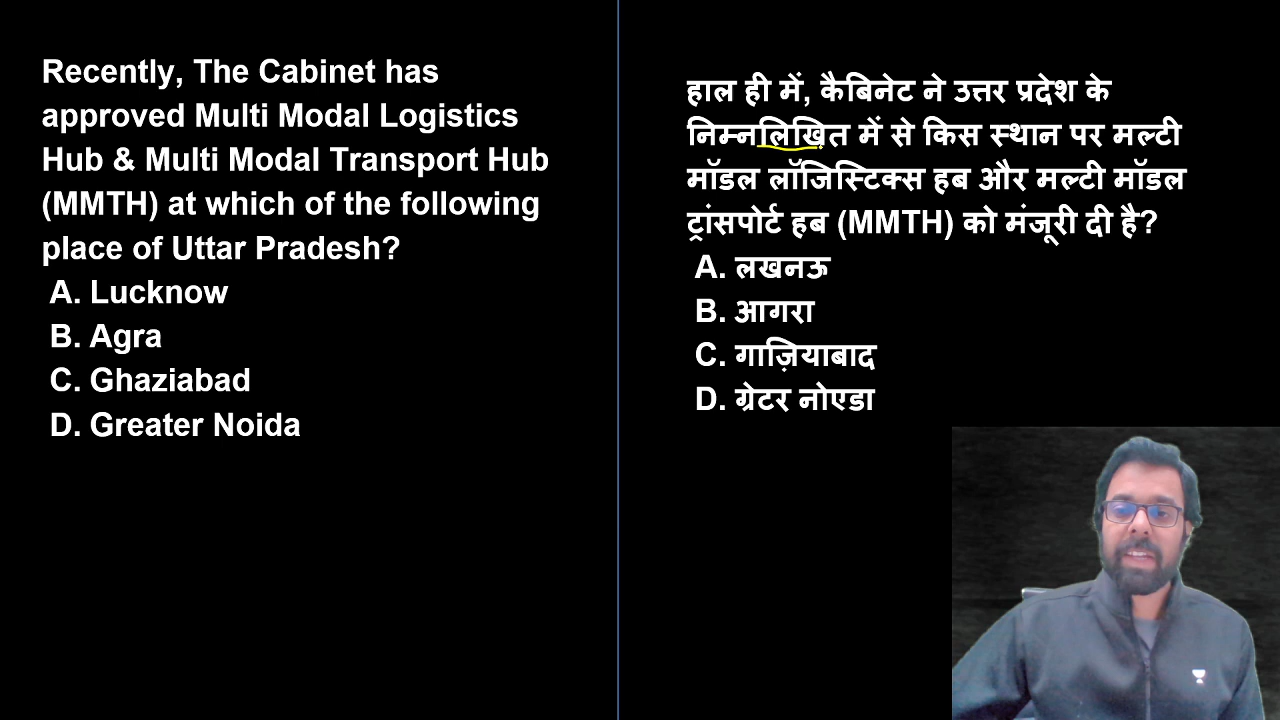 Recently, The Cabinet has
approved Multi Modal Logistics
Hub & Multi Modal Transport Hub
(MMTH) at which of the following
place of Uttar Pradesh?
A. Lucknow
B. Agra
C. Ghaziabad
D. Greater Noida
हाल ही में, कैबिनेट ने उत्तर प्रदेश के
निम्नलिखित में से किस स्थान पर मल्टी
मॉडल लॉजिस्टिक्स हब और मल्टी मॉडल
ट्रांसपोर्ट हब (MMTH) को मंजूरी दी है?
A. लखनऊ
B. आगरा
C. गाज़ियाबाद
D. ग्रेटर नोएडा